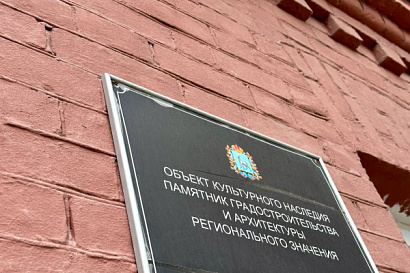 ОБЪЕКТ КУЛЬТУРНОГО НАСЛЕДИЯ
ПАМЯТНИК ГРАДОСТРОИТЕЛЬСТВА
И АРХИТЕКТУРЫ
РЕГИОНАЛЬНОГО ЗНАЧЕНИЯ